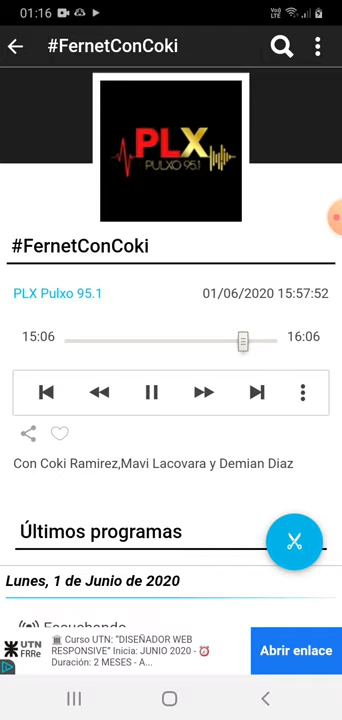 01:16
Vo))
LTE
#FernetConCoki
PLX
PULXO 95.1
#FernetConCoki
PLX Pulxo 95.1
01/06/2020 15:57:52
15:06
16:06
Con Coki Ramirez,Mavi Lacovara y Demian Diaz
Últimos programas
Lunes, 1 de Junio de 2020
Escuchando
UTN
FRRe
Curso UTN: "DISEÑADOR WEB
RESPONSIVE" Inicia: JUNIO 2020 -
Duración: 2 MESES - A...
Abrir enlace